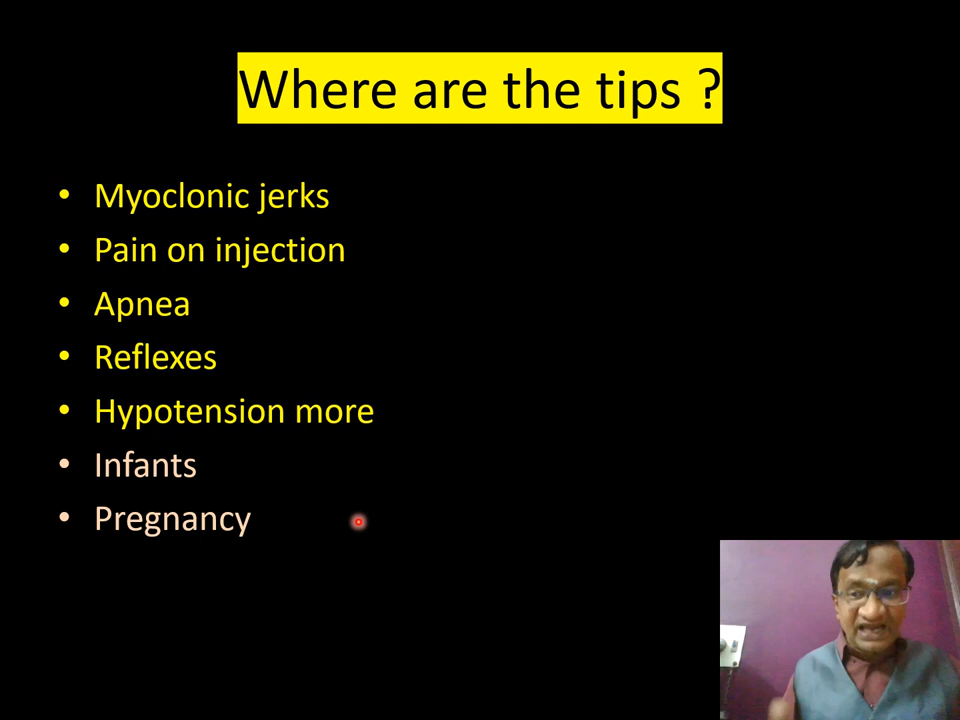 Where are the tips ?
• Myoclonic jerks
• Pain on injection
• Apnea
• Reflexes
• Hypotension more
• Infants
• Pregnancy